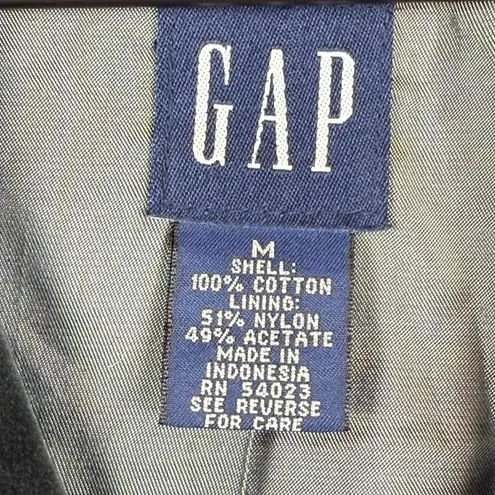 GAP
M
SHELL:
100% COTTON
LINING:
51% NYLON
49% ACETATE
MADE IN
INDONESIA
RN 54023
SEE REVERSE
FOR CARE